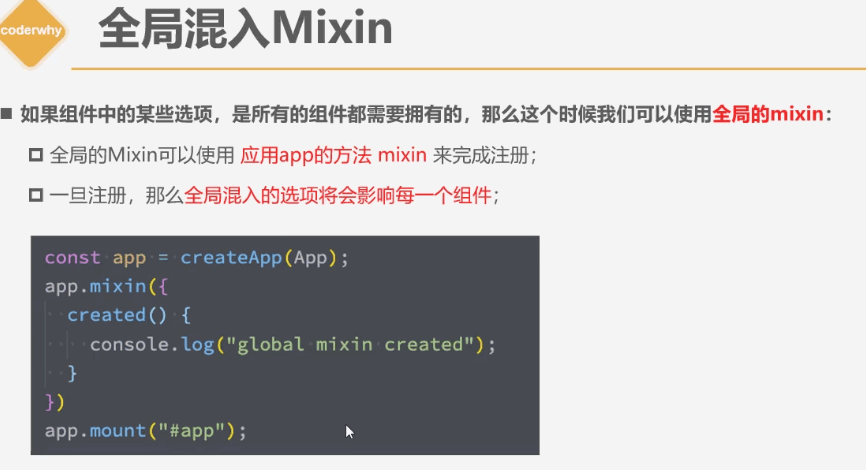 coderwhy
全局混入Mixin
如果组件中的某些选项，是所有的组件都需要拥有的，那么这个时候我们可以使用全局的mixin：
全局的Mixin可以使用 应用app的方法 mixin 来完成注册；
一旦注册，那么全局混入的选项将会影响每一个组件；
const app = createApp(App);
app.mixin({
  created() {
    console.log("global mixin created");
  }
})
app.mount("#app");